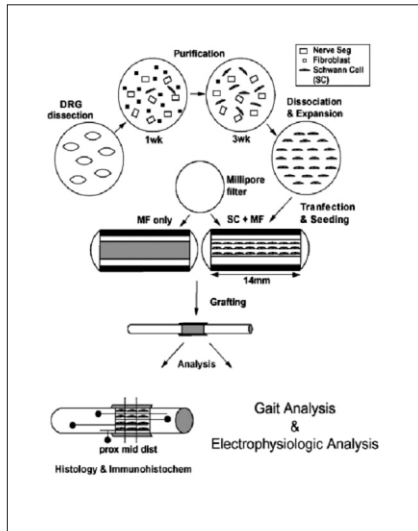 Purification
Nerve Seg
Fibroblast
Schwann Cell
(SC)
DRG
dissection
1wk
3wk
Dissociation
& Expansion
Millipore
filter
Tranfection
& Seeding
MF only
SC + MF
14mm
Grafting
Analysis
prox mid dist
Histology & Immunohistochem
Gait Analysis
&
Electrophysiologic Analysis